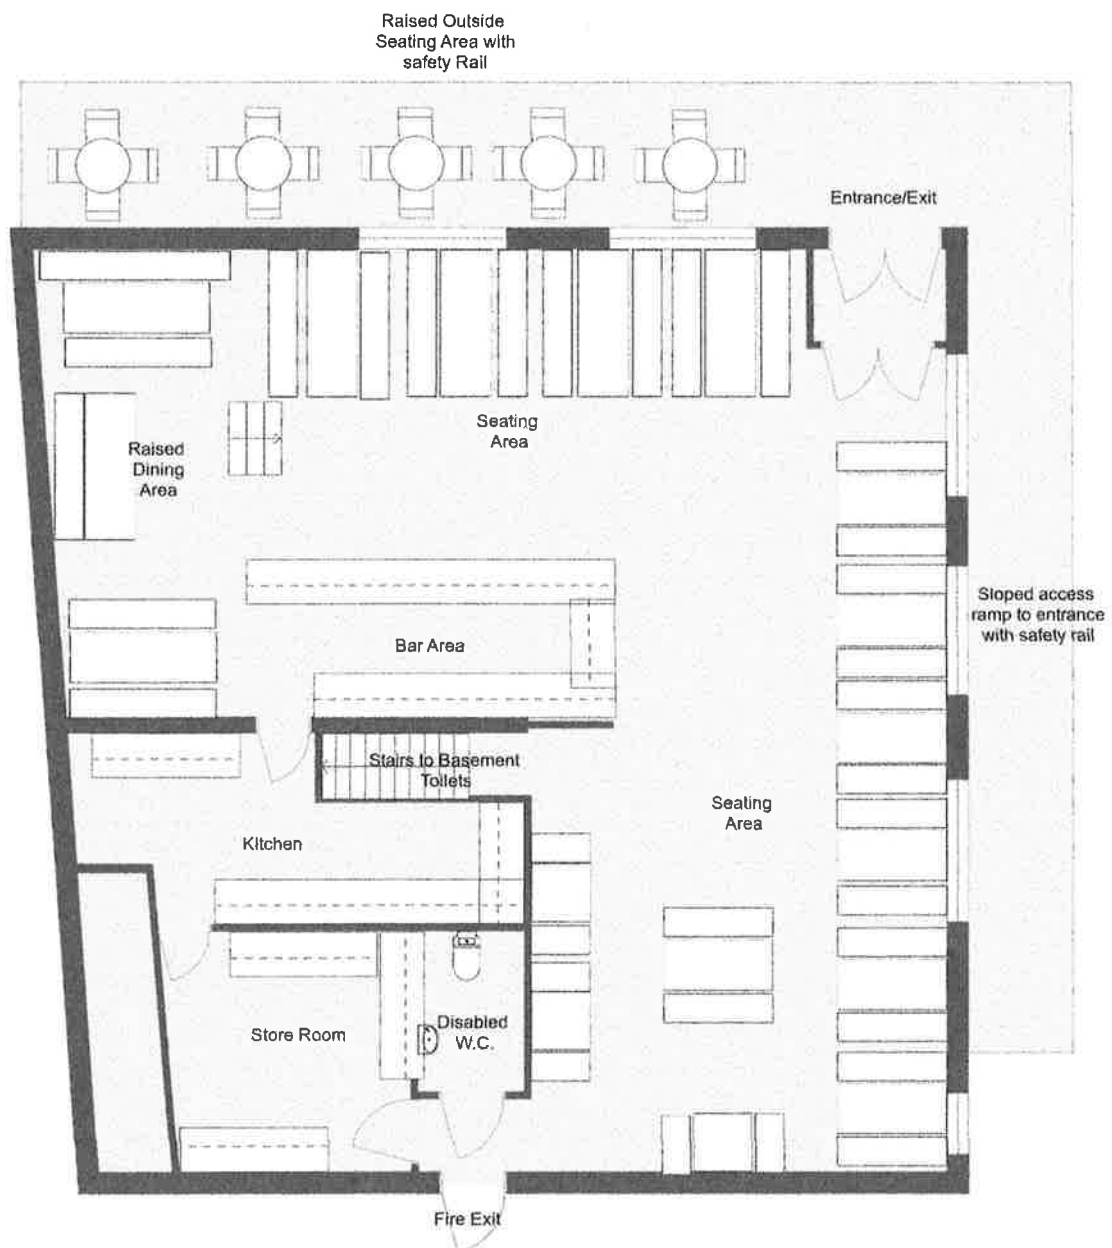 Raised Outside
Seating Area with
safety Rail
Entrance/Exit
Seating
Area
Raised
Dining
Area
Sloped access
ramp to entrance
with safety rail
Bar Area
Stairs to Basement
Toilets
Seating
Area
Kitchen
Disabled
W.C.
Store Room
Fire Exit